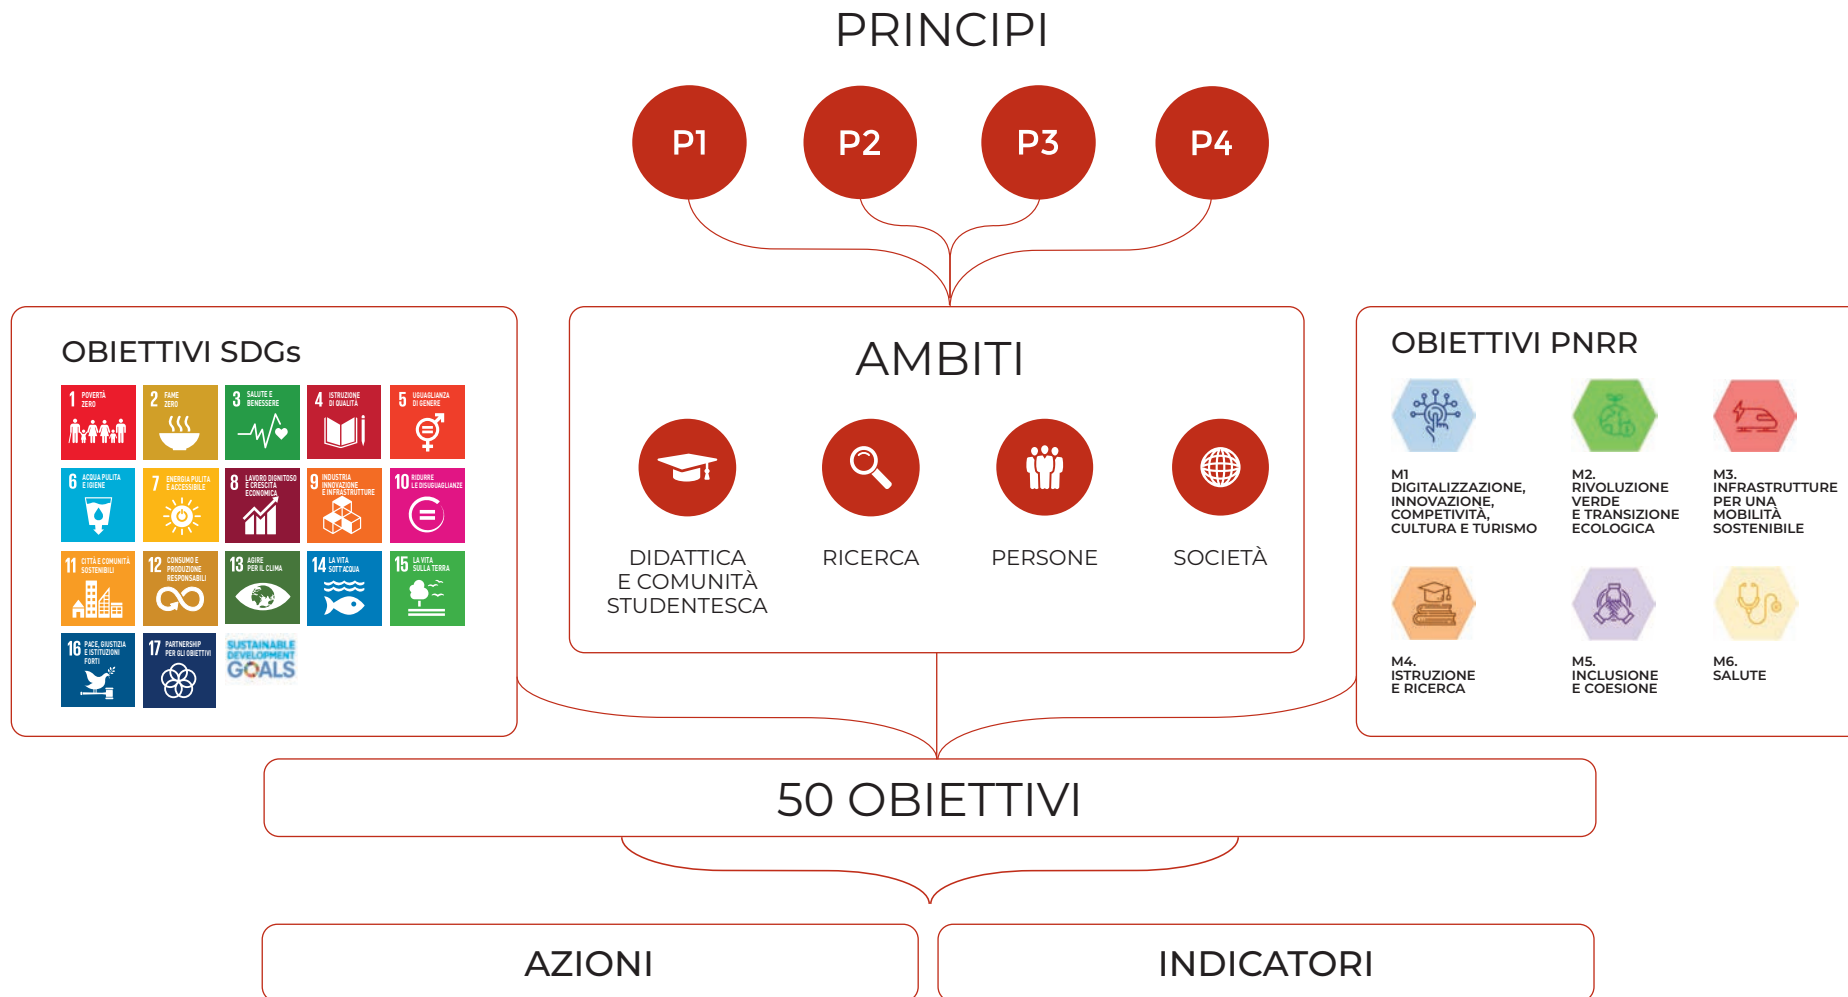 PRINCIPI
P1
P2
P3
P4
OBIETTIVI SDGs
1 POVERTÀ
ZERO
2 FAME
ZERO
3 SALUTE E
BENESSERE
4 ISTRUZIONE
DI QUALITÀ
5 UGUAGLIANZA
DI GENERE
6 ACQUA PULITA
E IGIENE
7 ENERGIA PULITA
E ACCESSIBILE
8 LAVORO DIGNITOSO
E CRESCITA
ECONOMICA
9 INDUSTRIA
INNOVAZIONE
E INFRASTRUTTURE
10 RIDURRE
LE DISUGUAGLIANZE
11 CITTÀ E COMUNITÀ
SOSTENIBILI
12 CONSUMO E
PRODUZIONE
RESPONSABILI
13 AGIRE
PER IL CLIMA
14 LA VITA
SOTT'ACQUA
15 LA VITA
SULLA TERRA
16 PACE, GIUSTIZIA
E ISTITUZIONI
FORTI
17 PARTNERSHIP
PER GLI OBIETTIVI
SUSTAINABLE
DEVELOPMENT
GOALS
AMBITI
DIDATTICA
E COMUNITÀ
STUDENTESCA
RICERCA
PERSONE
SOCIETÀ
OBIETTIVI PNRR
M1
DIGITALIZZAZIONE,
INNOVAZIONE,
COMPETIVITÀ,
CULTURA E TURISMO
M2.
RIVOLUZIONE
VERDE
E TRANSIZIONE
ECOLOGICA
M3.
INFRASTRUTTURE
PER UNA
MOBILITÀ
SOSTENIBILE
M4.
ISTRUZIONE
E RICERCA
M5.
INCLUSIONE
E COESIONE
M6.
SALUTE
50 OBIETTIVI
AZIONI
INDICATORI